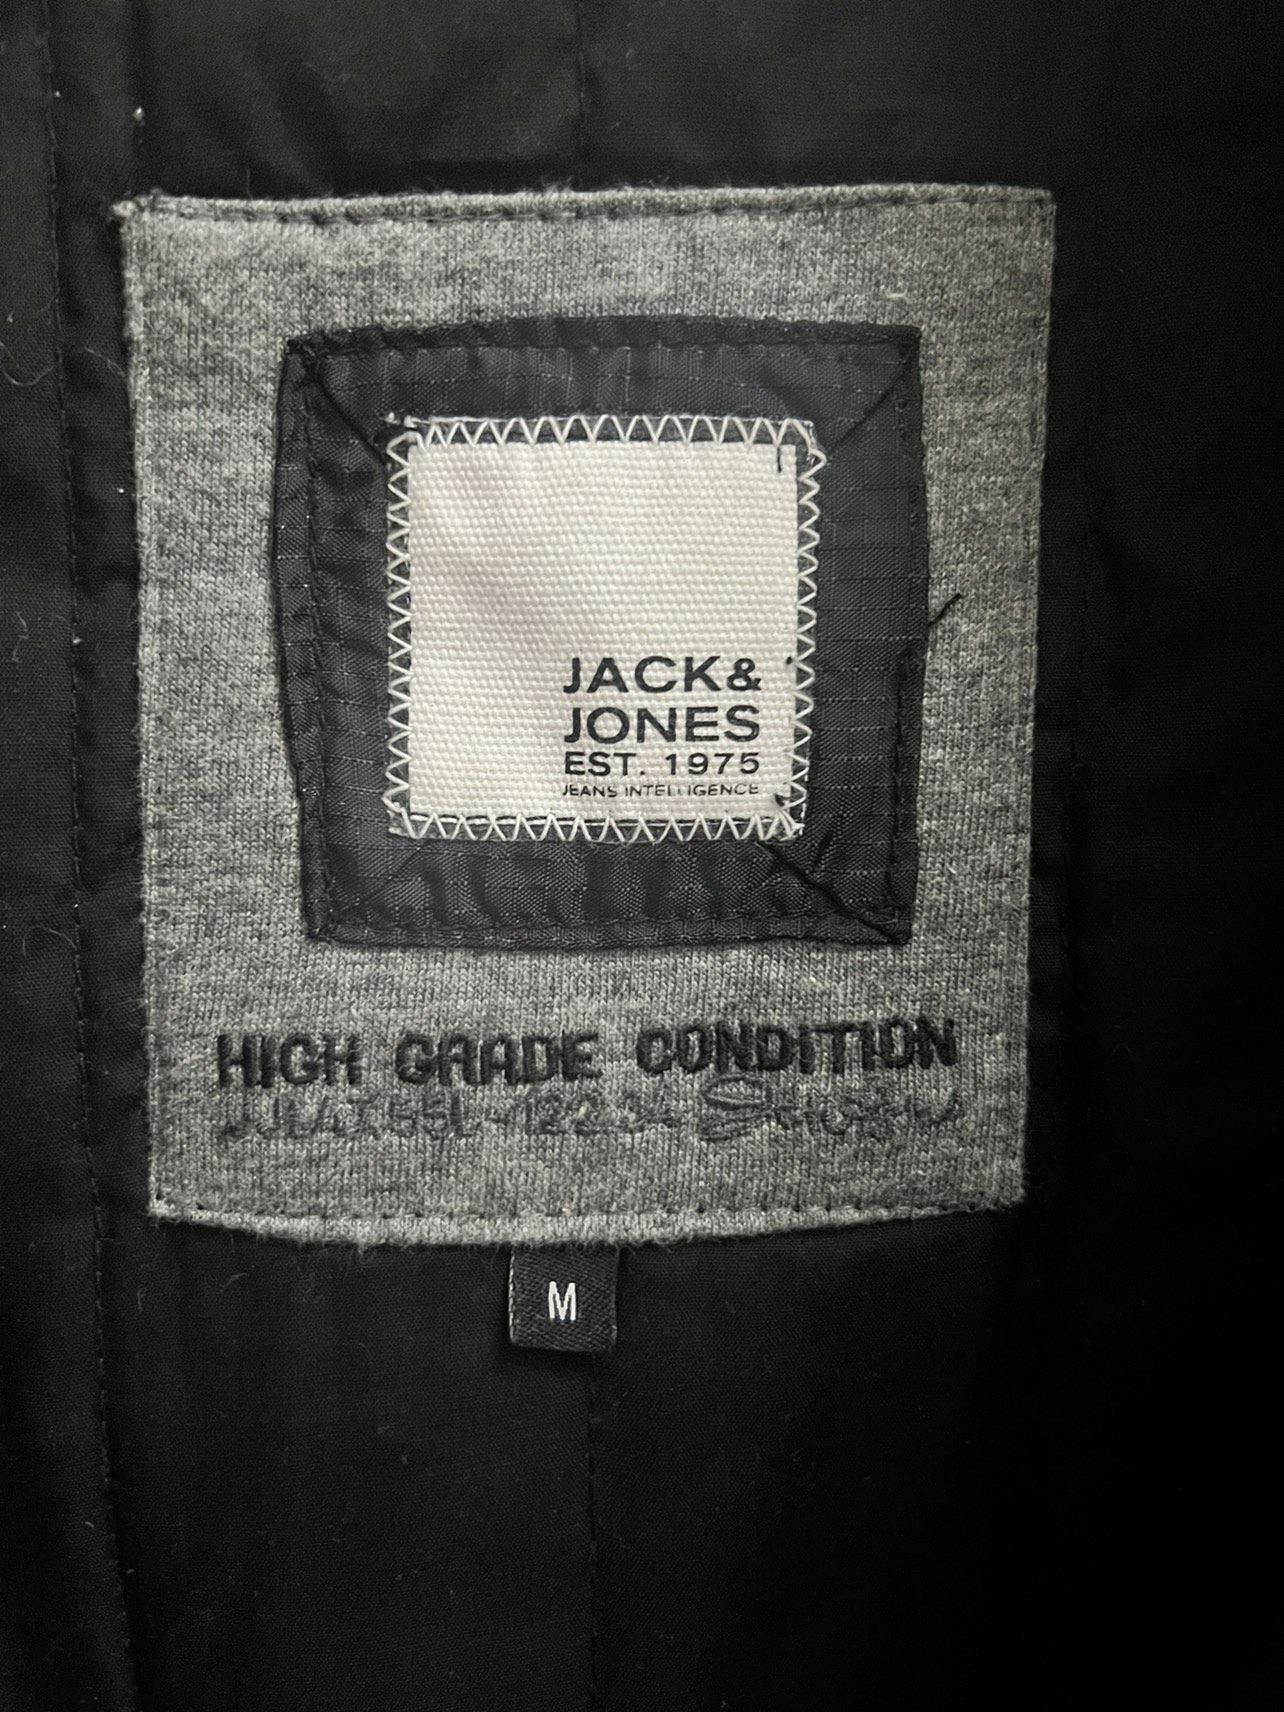 JACK&
JONES
EST. 1975
JEANS INTELLIGENCE
HIGH GRADE CONDITION
M